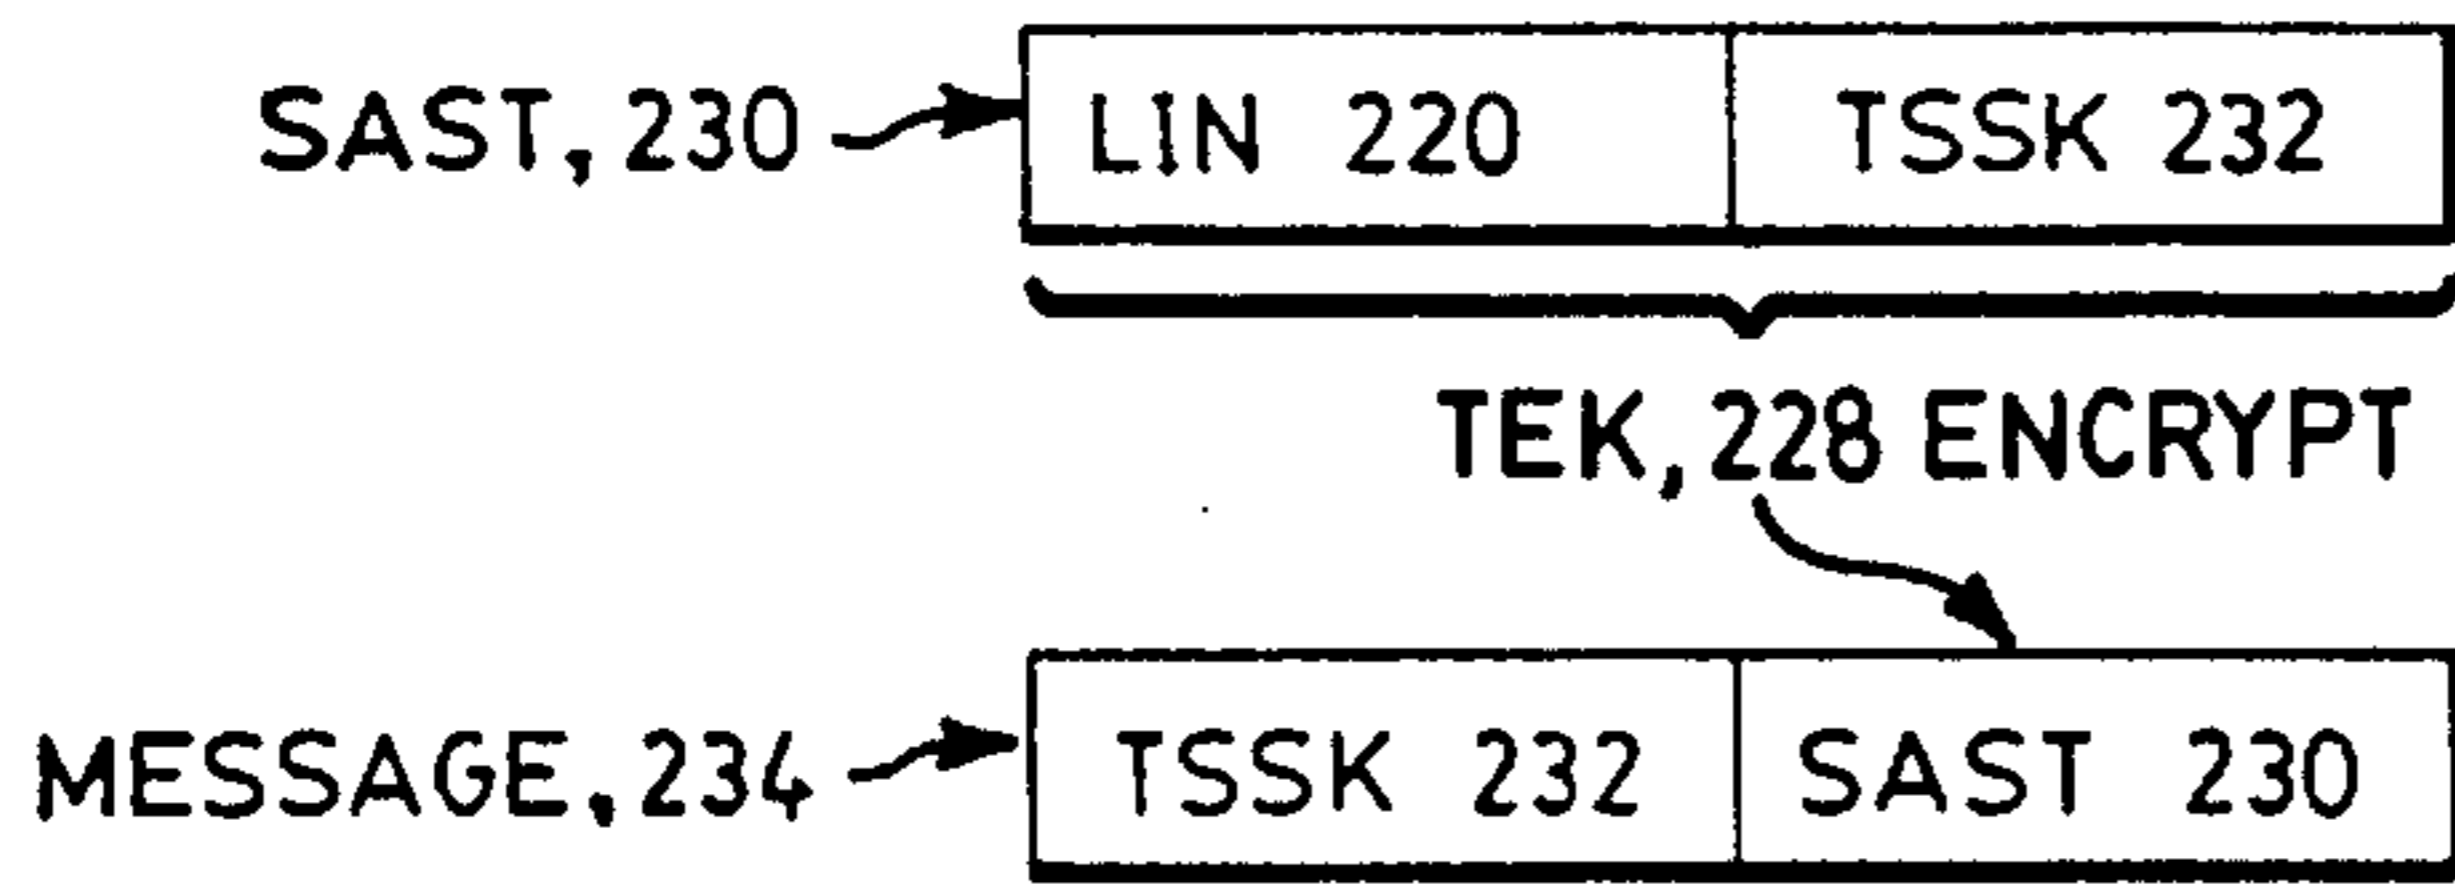 SAST, 230 LIN 220 TSSK 232
TEK, 228 ENCRYPT
MESSAGE, 234 TSSK 232 SAST 230